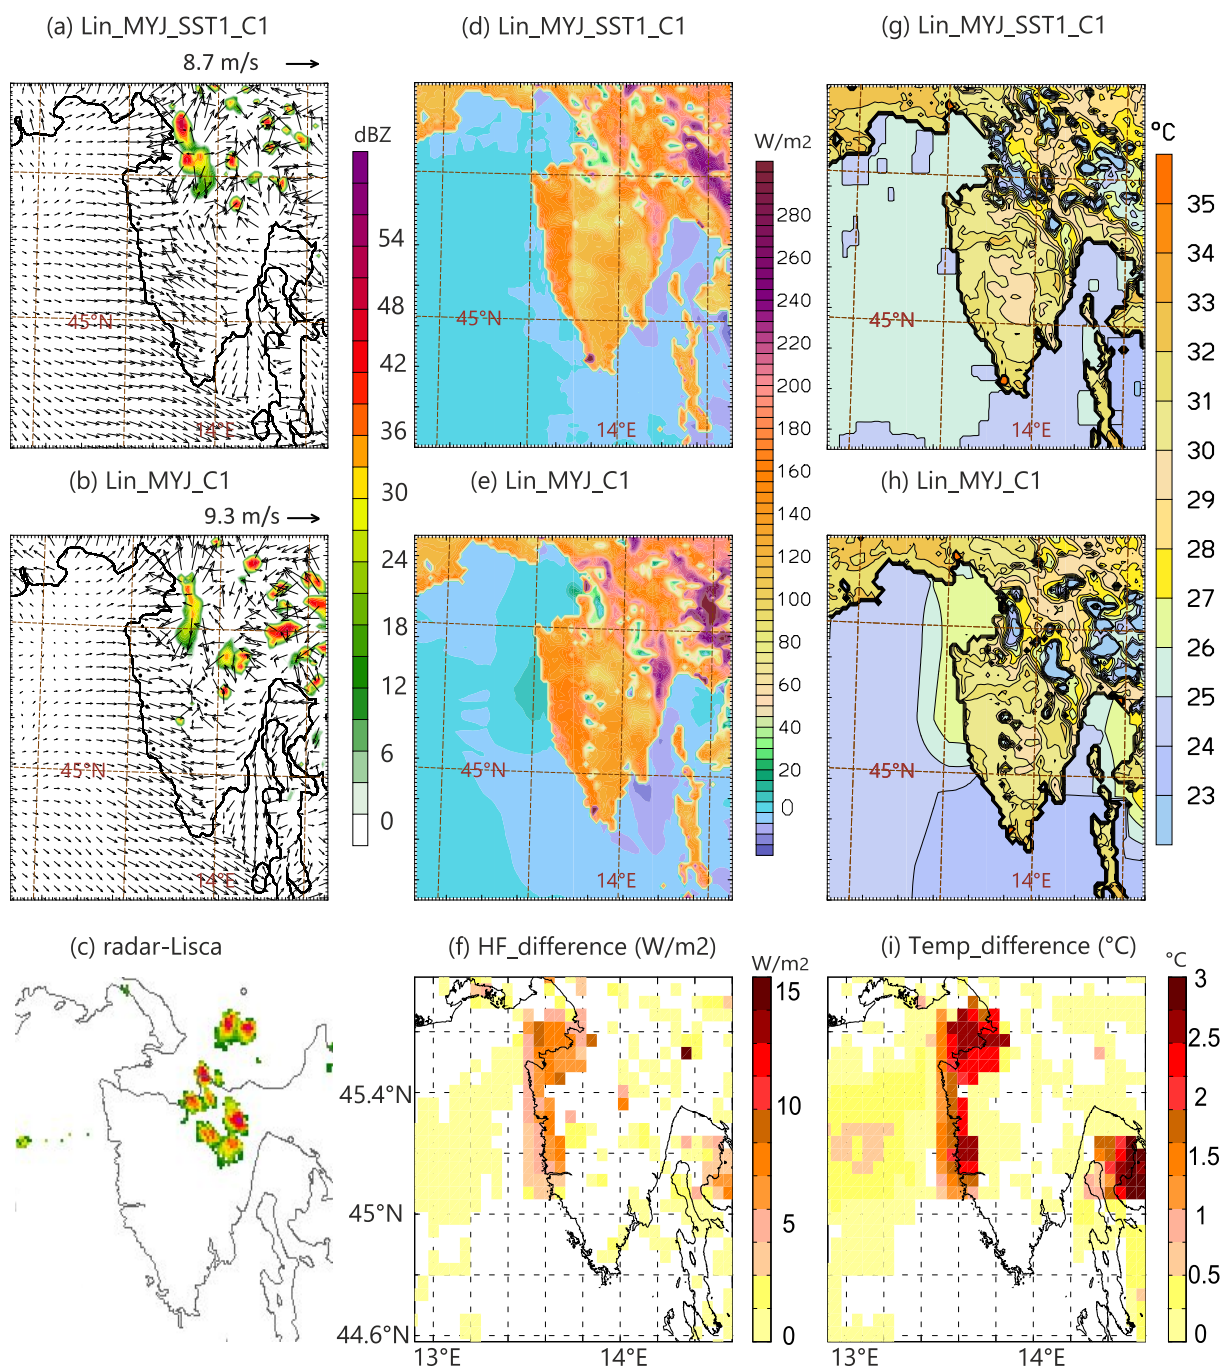 (a) Lin_MYJ_SST1_C1
(d) Lin_MYJ_SST1_C1
(g) Lin_MYJ_SST1_C1
8.7 m/s
45°N
14°E
dBZ
54
48
42
36
30
24
18
12
6
0
45°N
14°E
W/m2
280
260
240
220
200
180
160
140
120
100
80
60
40
20
0
45°N
14°E
°C
35
34
33
32
31
30
29
28
27
26
25
24
23
(b) Lin_MYJ_C1
(e) Lin_MYJ_C1
(h) Lin_MYJ_C1
9.3 m/s
45°N
14°E
45°N
14°E
45°N
14°E
(c) radar-Lisca
(f) HF_difference (W/m2)
(i) Temp_difference (°C)
W/m2
15
10
5
0
°C
3
2.5
2
1.5
1
0.5
0
45.4°N
45°N
44.6°N
13°E
14°E
13°E
14°E